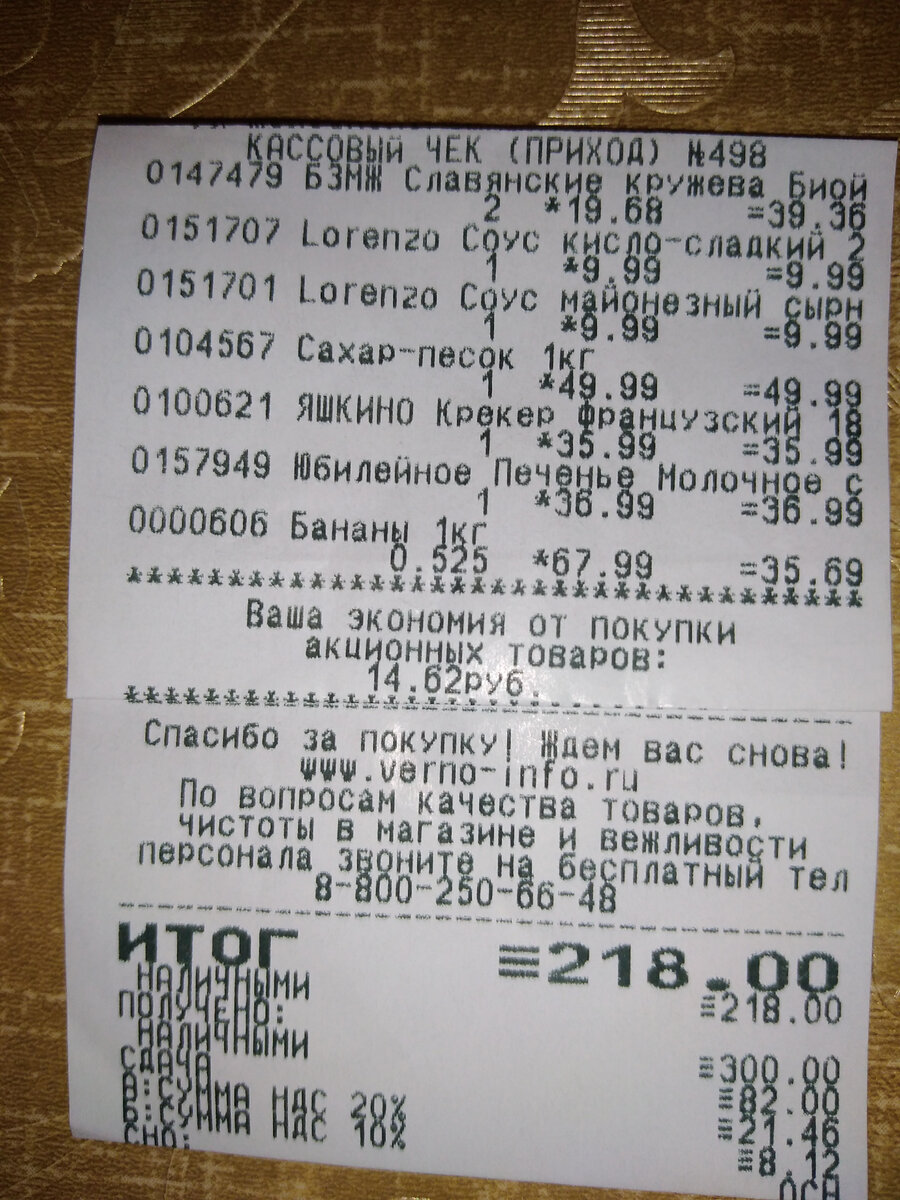 КАССОВЫЙ ЧЕК (ПРИХОД) №498
0147479 БЗМЖ Славянские кружева Биой
2 *19.68 =39.36
0151707 Lorenzo Соус кисло-сладкий 2
1 *9.99 =9.99
0151701 Lorenzo Соус майонезный сырн
1 *9.99 =9.99
0104567 Сахар-песок 1кг
1 *49.99 =49.99
0100621 ЯШКИНО Крекер Французский 18
1 *35.99 =35.99
0157949 Юбилейное Печенье Молочное с
1 *36.99 =36.99
0000606 Бананы 1кг
0.525 *67.99 =35.69
********************************************
Ваша экономия от покупки
акционных товаров:
14.62руб.
********************************************
Спасибо за покупку! Ждем вас снова!
www.verno-info.ru
По вопросам качества товаров,
чистоты в магазине и вежливости
персонала звоните на бесплатный тел
8-800-250-66-48
ИТОГ ≡218.00
НАЛИЧНЫМИ ≡218.00
ПОЛУЧЕНО:
НАЛИЧНЫМИ ≡300.00
СДАЧА ≡82.00
А:СУММА НДС 20% ≡21.46
Б:СУММА НДС 10% ≡8.12
СНО: ОСН